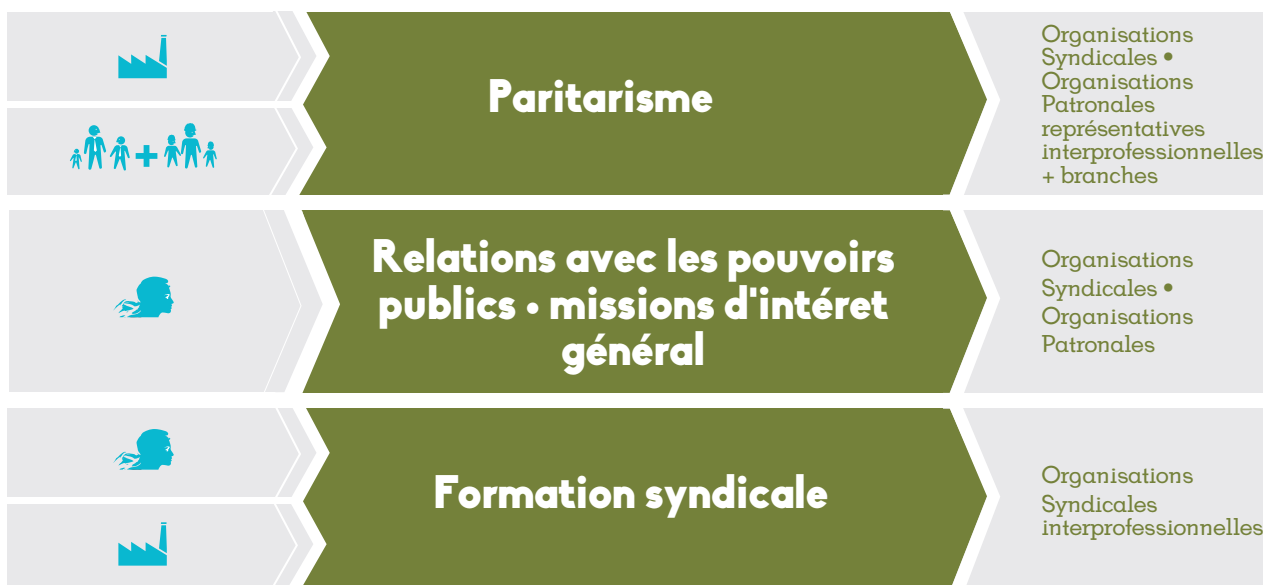 Paritarisme
Organisations
Syndicales •
Organisations
Patronales
représentatives
interprofessionnelles
+ branches
Relations avec les pouvoirs
publics • missions d'intéret
général
Organisations
Syndicales •
Organisations
Patronales
Formation syndicale
Organisations
Syndicales
interprofessionnelles